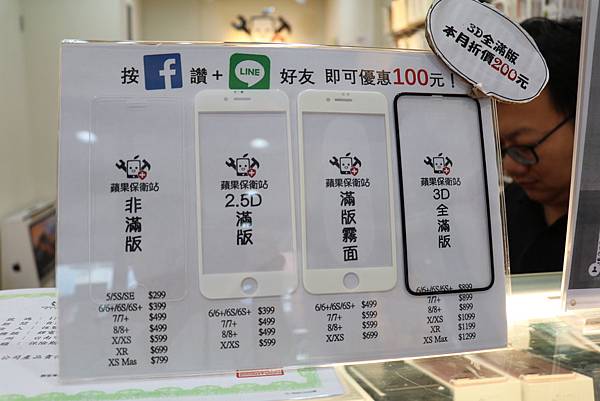 3D全滿版
本月折價200元
按 f 讚 + LINE 好友 即可優惠100元!
蘋果保衛站
非滿版
5/5S/SE $299
6/6+/6S/6S+ $399
7/7+ $499
8/8+ $499
X/XS $599
XR $699
XS Mas $799
蘋果保衛站
2.5D
滿版
6/6+/6S/6S+ $399
7/7+ $499
8/8+ $499
X/XS $599
蘋果保衛站
滿版霧面
6/6+/6S/6S+ $499
7/7+ $499
8/8+ $599
X/XS $699
蘋果保衛站
3D
全滿版
6/6+/6S/6S+ $899
7/7+ $899
8/8+ $899
X/XS $1099
XR $1199
XS Max $1299